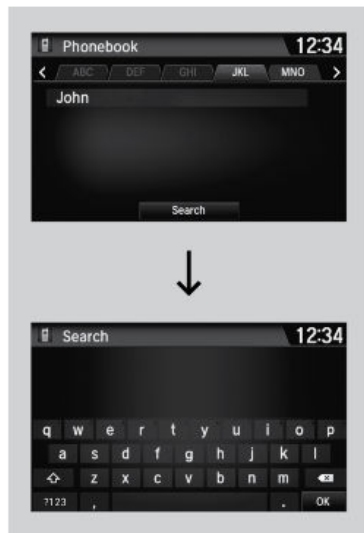 Phonebook 12:34
< ABC DEF GHI JKL MNO >
John
Search
Search 12:34
q w e r t y u i o p
a s d f g h j k l
z x c v b n m
?123 , . OK